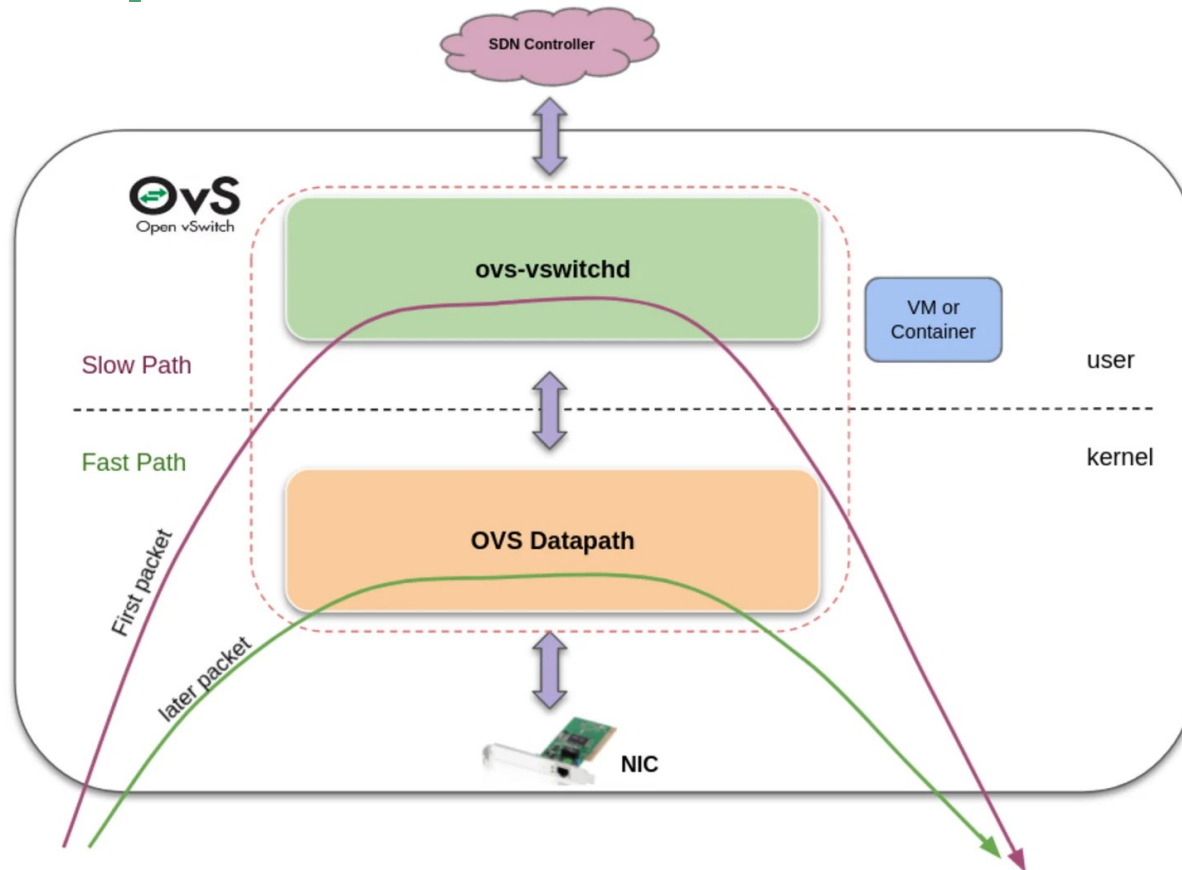 SDN Controller
OvS
Open vSwitch
ovs-vswitchd
VM or
Container
Slow Path
user
Fast Path
kernel
OVS Datapath
First packet
later packet
NIC